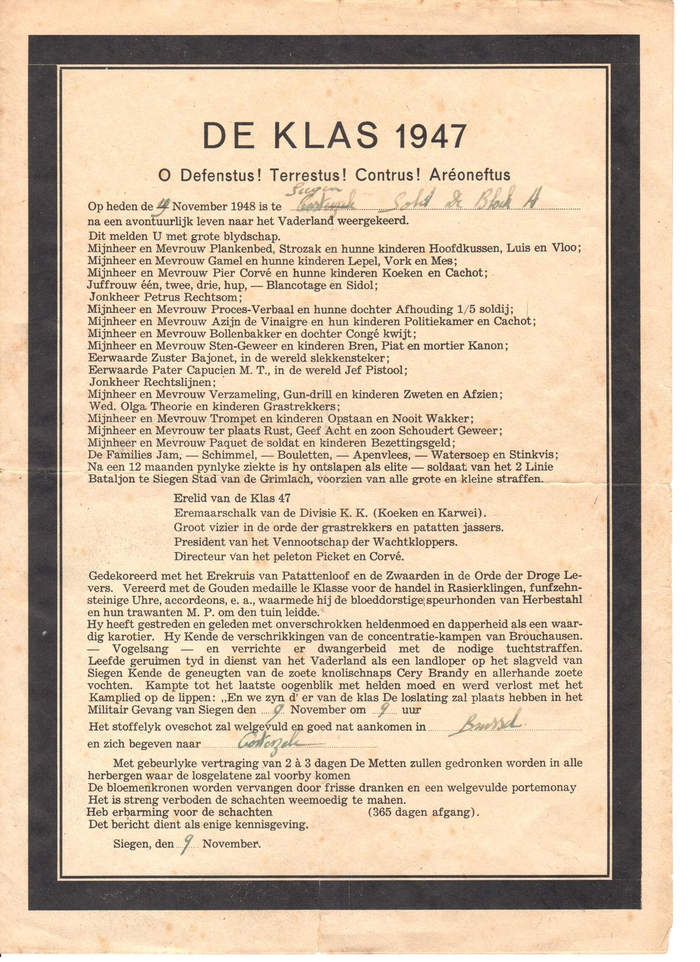 DE KLAS 1947
O Defenstus! Terrestus! Contrus! Aréoneftus
Siegen
Op heden de 9 November 1948 is te Sold De Block H
na een avontuurlijk leven naar het Vaderland weergekeerd.
Dit melden U met grote blydschap.
Mijnheer en Mevrouw Plankenbed, Strozak en hunne kinderen Hoofdkussen, Luis en Vloo;
Mijnheer en Mevrouw Gamel en hunne kinderen Lepel, Vork en Mes;
Mijnheer en Mevrouw Pier Corvé en hunne kinderen Koeken en Cachot;
Juffrouw één, twee, drie, hup, — Blancotage en Sidol;
Jonkheer Petrus Rechtsom;
Mijnheer en Mevrouw Proces-Verbaal en hunne dochter Afhouding 1/5 soldij;
Mijnheer en Mevrouw Azijn de Vinaigre en hun kinderen Politiekamer en Cachot;
Mijnheer en Mevrouw Bollenbakker en dochter Congé kwijt;
Mijnheer en Mevrouw Sten-Geweer en kinderen Bren, Piat en mortier Kanon;
Eerwaarde Zuster Bajonet, in de wereld slekkensteker;
Eerwaarde Pater Capucien M. T., in de wereld Jef Pistool;
Jonkheer Rechtslijnen;
Mijnheer en Mevrouw Verzameling, Gun-drill en kinderen Zweten en Afzien;
Wed. Olga Theorie en kinderen Grastrekkers;
Mijnheer en Mevrouw Trompet en kinderen Opstaan en Nooit Wakker;
Mijnheer en Mevrouw ter plaats Rust, Geef Acht en zoon Schoudert Geweer;
Mijnheer en Mevrouw Paquet de soldat en kinderen Bezettingsgeld;
De Families Jam, — Schimmel, — Bouletten, — Apenvlees, — Watersoep en Stinkvis;
Na een 12 maanden pynlyke ziekte is hy ontslapen als elite — soldaat van het 2 Linie
Bataljon te Siegen Stad van de Grimlach, voorzien van alle grote en kleine straffen.
Erelid van de Klas 47
Eremaarschalk van de Divisie K. K. (Koeken en Karwei).
Groot vizier in de orde der grastrekkers en patatten jassers.
President van het Vennootschap der Wachtkloppers.
Directeur van het peleton Picket en Corvé.
Gedekoreerd met het Erekruis van Patattenloof en de Zwaarden in de Orde der Droge Le-
vers. Vereerd met de Gouden medaille 1e Klasse voor de handel in Rasierklingen, funfzehn-
steinige Uhre, accordeons, e. a., waarmede hij de bloeddorstige speurhonden van Herbestahl
en hun trawanten M. P. om den tuin leidde.
Hy heeft gestreden en geleden met onverschrokken heldenmoed en dapperheid als een waar-
dig karotier. Hy Kende de verschrikkingen van de concentratie-kampen van Brouchausen.
— Vogelsang — en verrichte er dwangerbeid met de nodige tuchtstraffen.
Leefde geruimen tyd in dienst van het Vaderland als een landloper op het slagveld van
Siegen Kende de geneugten van de zoete knolischnaps Cery Brandy en allerhande zoete
vochten. Kampte tot het laatste oogenblik met helden moed en werd verlost met het
Kamplied op de lippen: „En we zyn d' er van de Klas De loslating zal plaats hebben in het
Militair Gevang van Siegen den 9 November om 9 uur
Het stoffelyk oveschot zal welgevuld en goed nat aankomen in Brussel
en zich begeven naar
Met gebeurlyke vertraging van 2 à 3 dagen De Metten zullen gedronken worden in alle
herbergen waar de losgelatene zal voorby komen
De bloemenkronen worden vervangen door frisse dranken en een welgevulde portemonay
Het is streng verboden de schachten weemoedig te mahen.
Heb erbarming voor de schachten (365 dagen afgang).
Det bericht dient als enige kennisgeving.
Siegen, den 9 November.